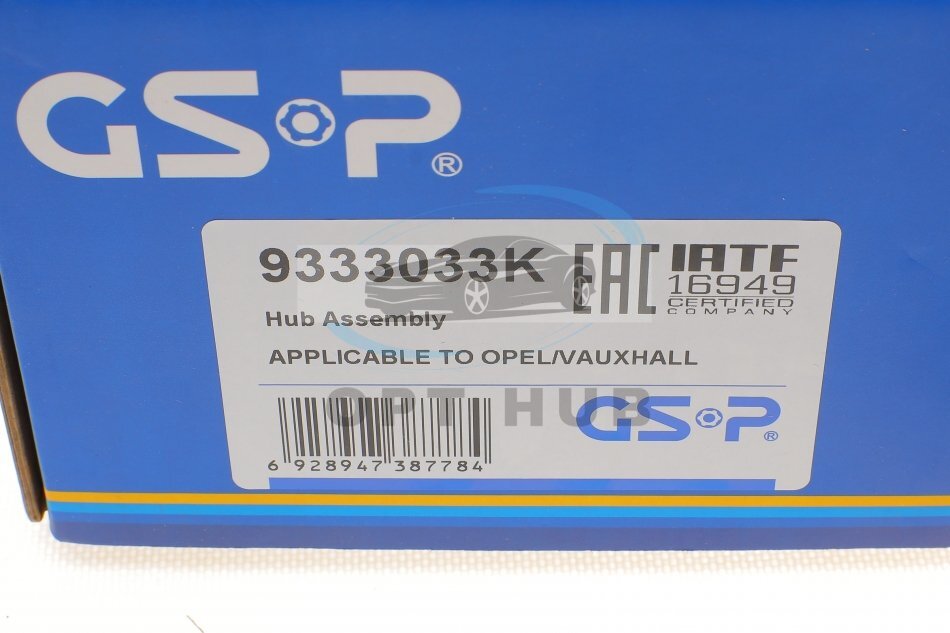 GSP®
9333033K EAC IATF
16949
CERTIFIED
COMPANY
Hub Assembly
APPLICABLE TO OPEL/VAUXHALL
OPT HUB
GSP®
6 928947 387784